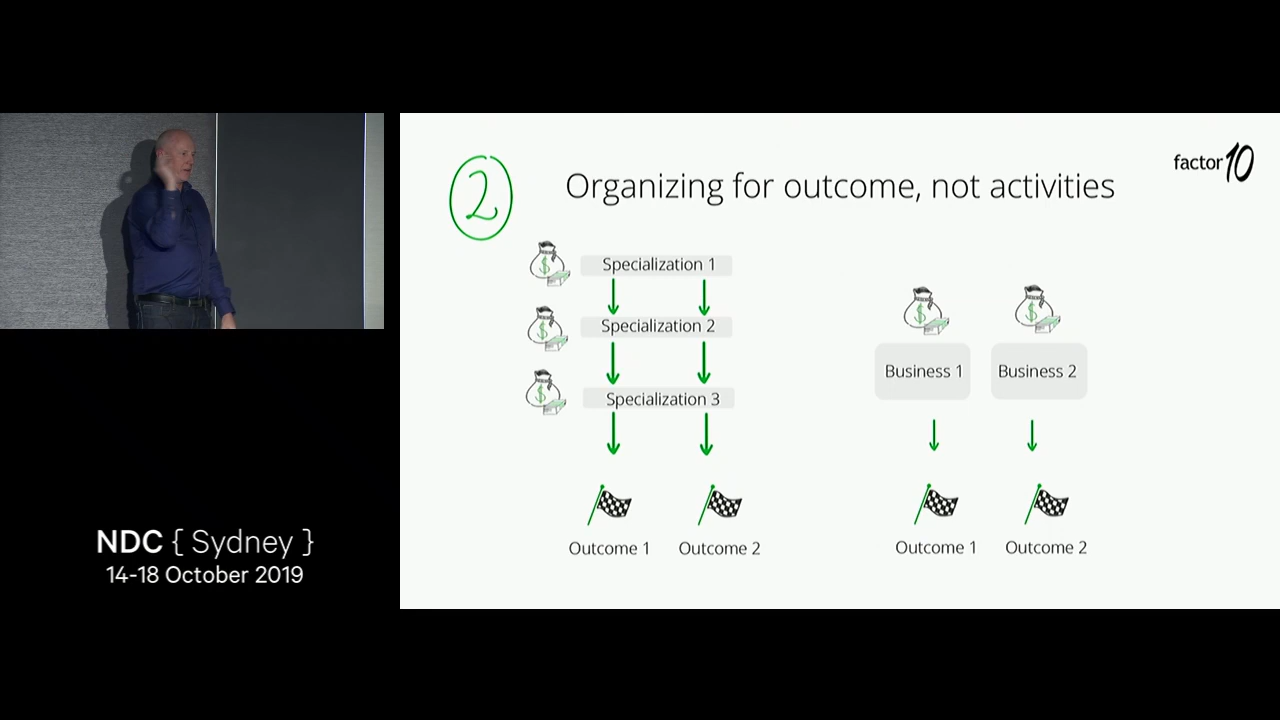 factor10
2
Organizing for outcome, not activities
$
Specialization 1
$
Specialization 2
$
Specialization 3
Outcome 1
Outcome 2
$
$
Business 1
Business 2
Outcome 1
Outcome 2
NDC { Sydney }
14-18 October 2019